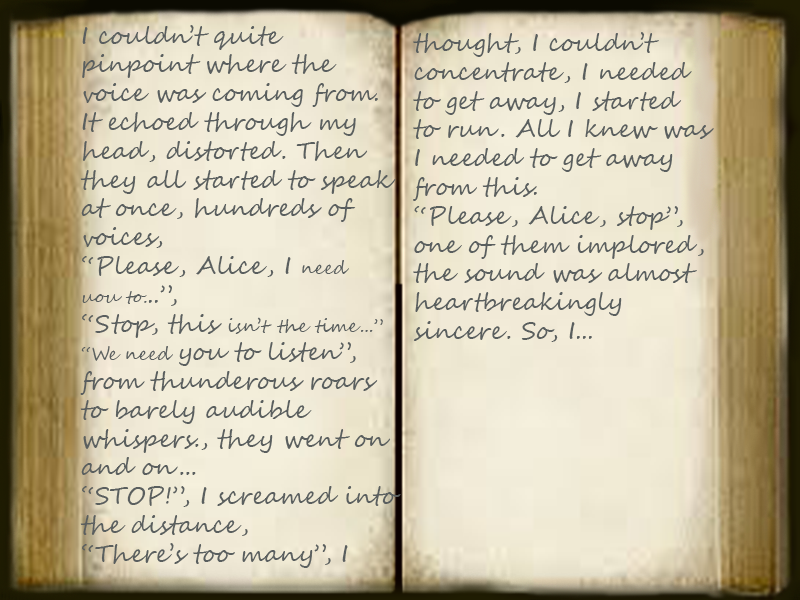 I couldn't quite
pinpoint where the
voice was coming from.
It echoed through my
head, distorted. Then
they all started to speak
at once, hundreds of
voices,
“Please, Alice, I need
you to...”,
“Stop, this isn't the time...”
“We need you to listen”,
from thunderous roars
to barely audible
whispers., they went on
and on...
“STOP!”, I screamed into
the distance,
“There's too many”, I
thought, I couldn't
concentrate, I needed
to get away, I started
to run. All I knew was
I needed to get away
from this.
“Please, Alice, stop”,
one of them implored,
the sound was almost
heartbreakingly
sincere. So, I...